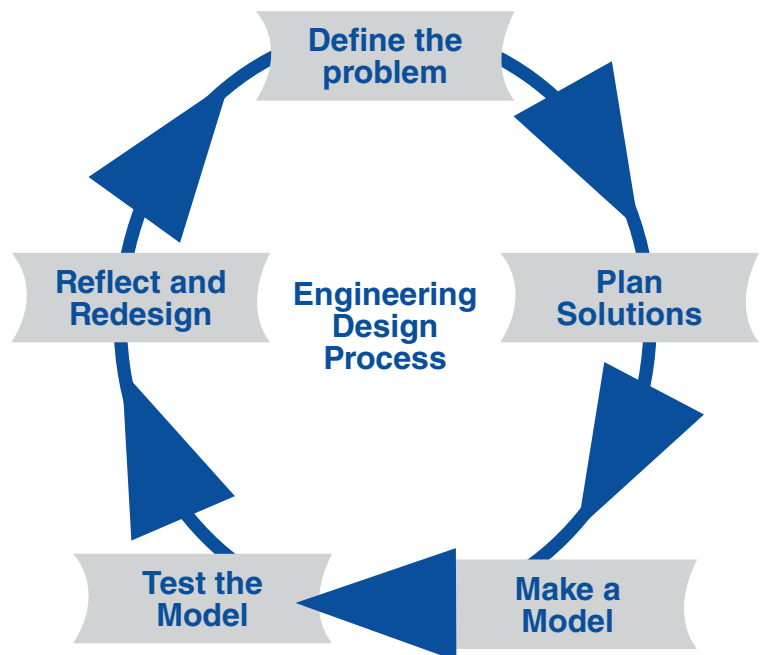 Define the
problem
Plan
Solutions
Make a
Model
Test the
Model
Reflect and
Redesign
Engineering
Design
Process